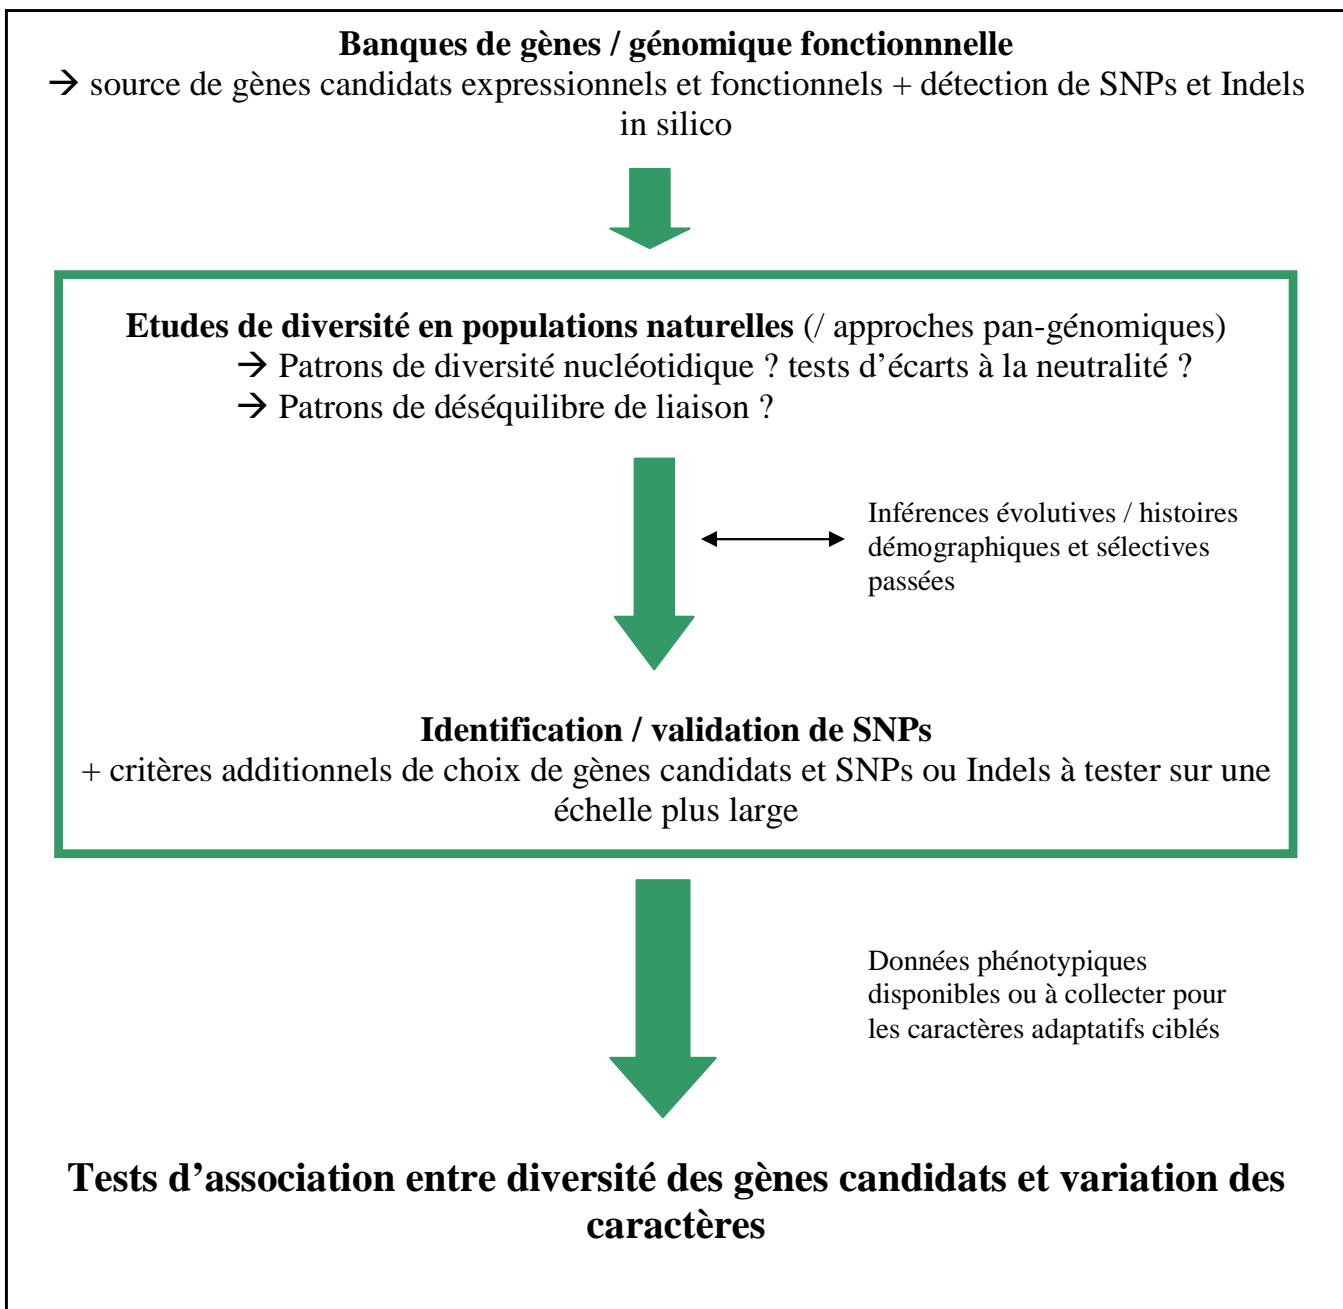 Banques de gènes / génomique fonctionnnelle
→ source de gènes candidats expressionnels et fonctionnels + détection de SNPs et Indels
in silico
Etudes de diversité en populations naturelles (/ approches pan-génomiques)
→ Patrons de diversité nucléotidique ? tests d’écarts à la neutralité ?
→ Patrons de déséquilibre de liaison ?
Inférences évolutives / histoires
démographiques et sélectives
passées
Identification / validation de SNPs
+ critères additionnels de choix de gènes candidats et SNPs ou Indels à tester sur une
échelle plus large
Données phénotypiques
disponibles ou à collecter pour
les caractères adaptatifs ciblés
Tests d’association entre diversité des gènes candidats et variation des
caractères